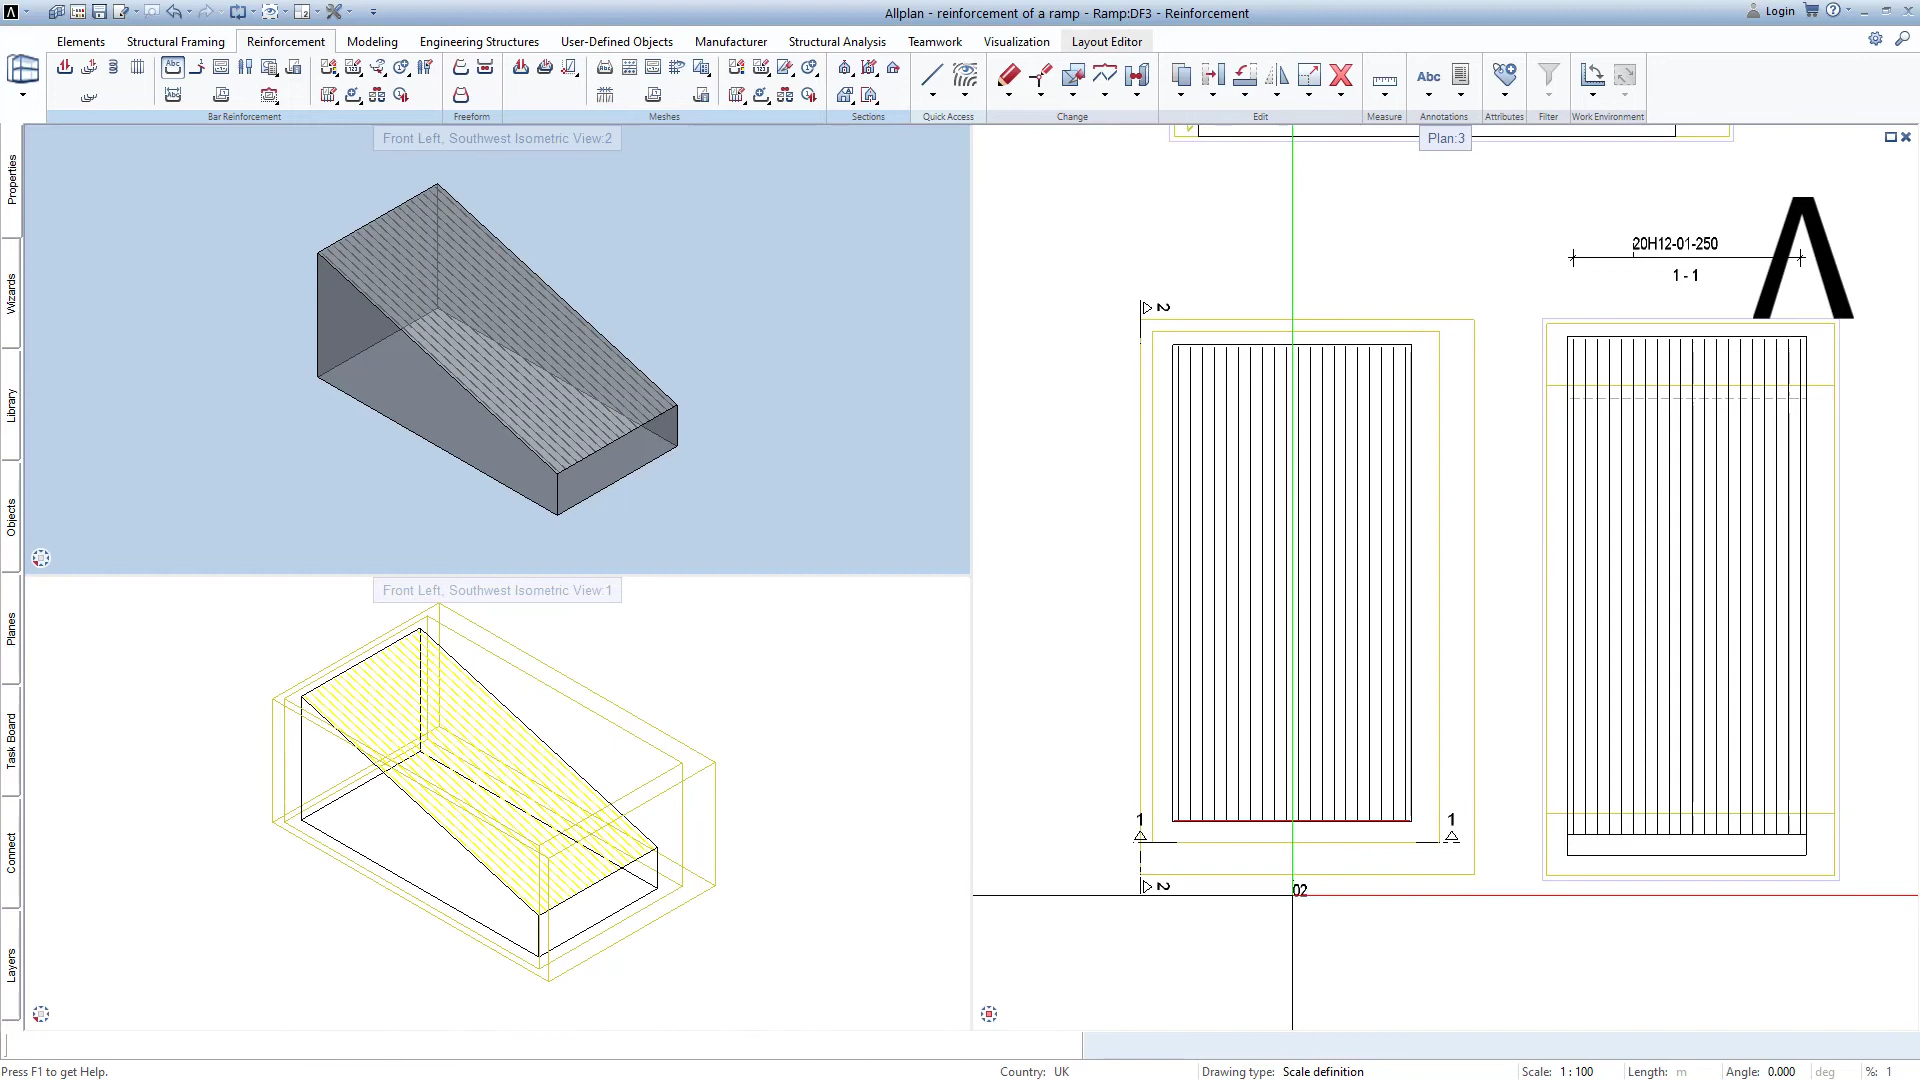 Allplan - reinforcement of a ramp - Ramp:DF3 - Reinforcement
Login
Elements
Structural Framing
Reinforcement
Modeling
Engineering Structures
User-Defined Objects
Manufacturer
Structural Analysis
Teamwork
Visualization
Layout Editor
Abc
Bar Reinforcement
Freeform
Meshes
Sections
Quick Access
Change
Edit
Measure
Annotations
Attributes
Filter
Work Environment
Properties
Wizards
Library
Objects
Planes
Task Board
Connect
Layers
Front Left, Southwest Isometric View:2
Front Left, Southwest Isometric View:1
Plan:3
20H12-01-250
1 - 1
2
1
1
2
02
Press F1 to get Help.
Country: UK
Drawing type: Scale definition
Scale: 1 : 100
Length: m
Angle: 0.000 deg
%: 1